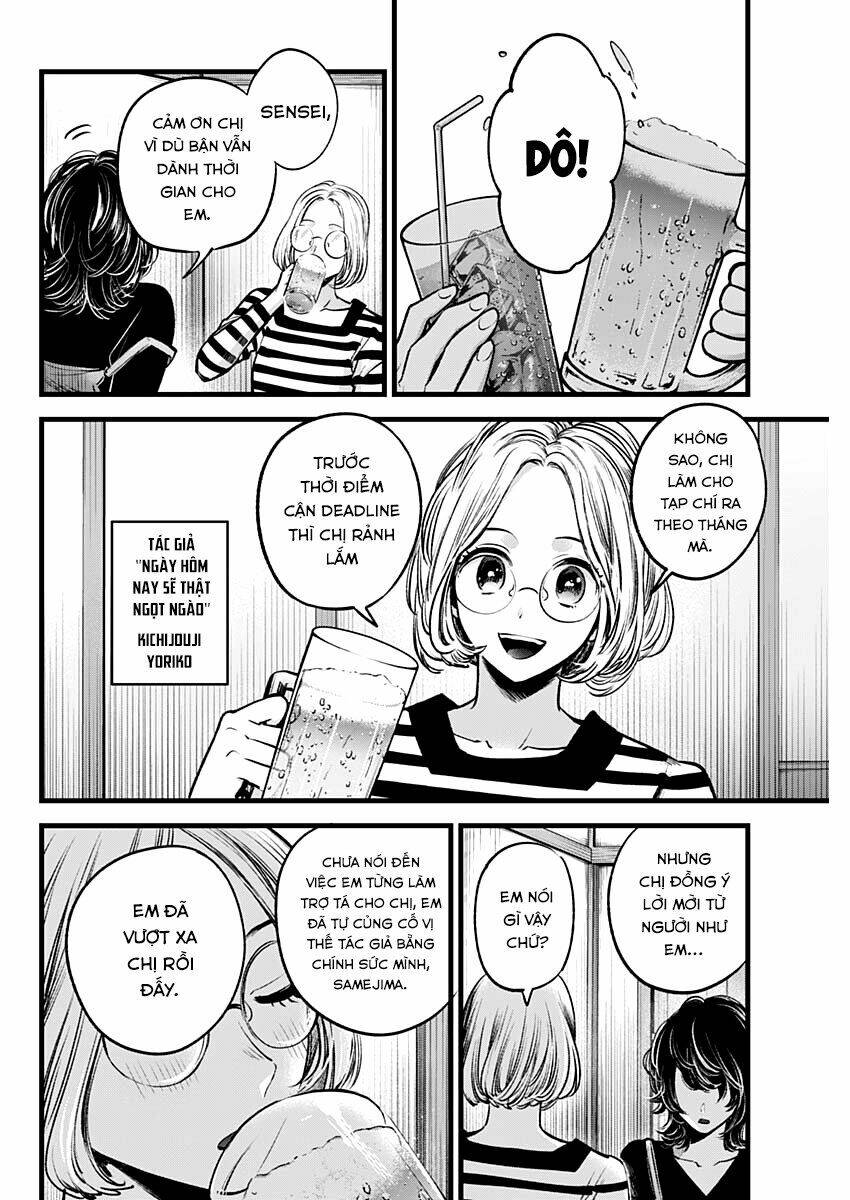 DÔ!
SENSEI,
CẢM ƠN CHỊ
VÌ DÙ BẬN VẪN
DÀNH THỜI
GIAN CHO
EM.
KHÔNG
SAO, CHỊ
LÀM CHO
TẠP CHÍ RA
THEO THÁNG
MÀ.
TRƯỚC
THỜI ĐIỂM
CẬN DEADLINE
THÌ CHỊ RẢNH
LẮM
TÁC GIẢ
"NGÀY HÔM
NAY SẼ THẬT
NGỌT NGÀO"
KICHIJOUJI
YORIKO
NHƯNG
CHỊ ĐỒNG Ý
LỜI MỜI TỪ
NGƯỜI NHƯ
EM...
EM NÓI
GÌ VẬY
CHỨ?
CHƯA NÓI ĐẾN
VIỆC EM TỪNG LÀM
TRỢ TÁ CHO CHỊ, EM
ĐÃ TỰ CỦNG CỐ VỊ
THẾ TÁC GIẢ BẰNG
CHÍNH SỨC MÌNH,
SAMEJIMA.
EM ĐÃ
VƯỢT XA
CHỊ RỒI
ĐẤY.